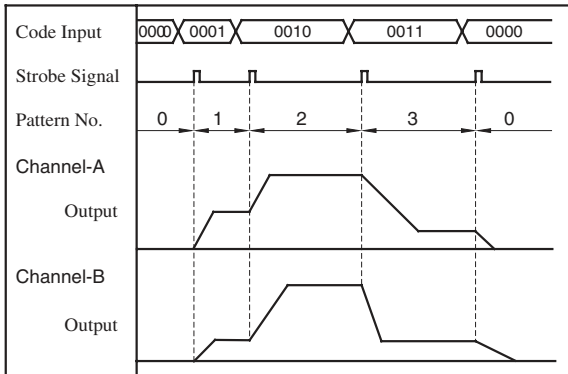 Code Input 0000 0001 0010 0011 0000
Strobe Signal
Pattern No. 0 1 2 3 0
Channel-A
Output
Channel-B
Output